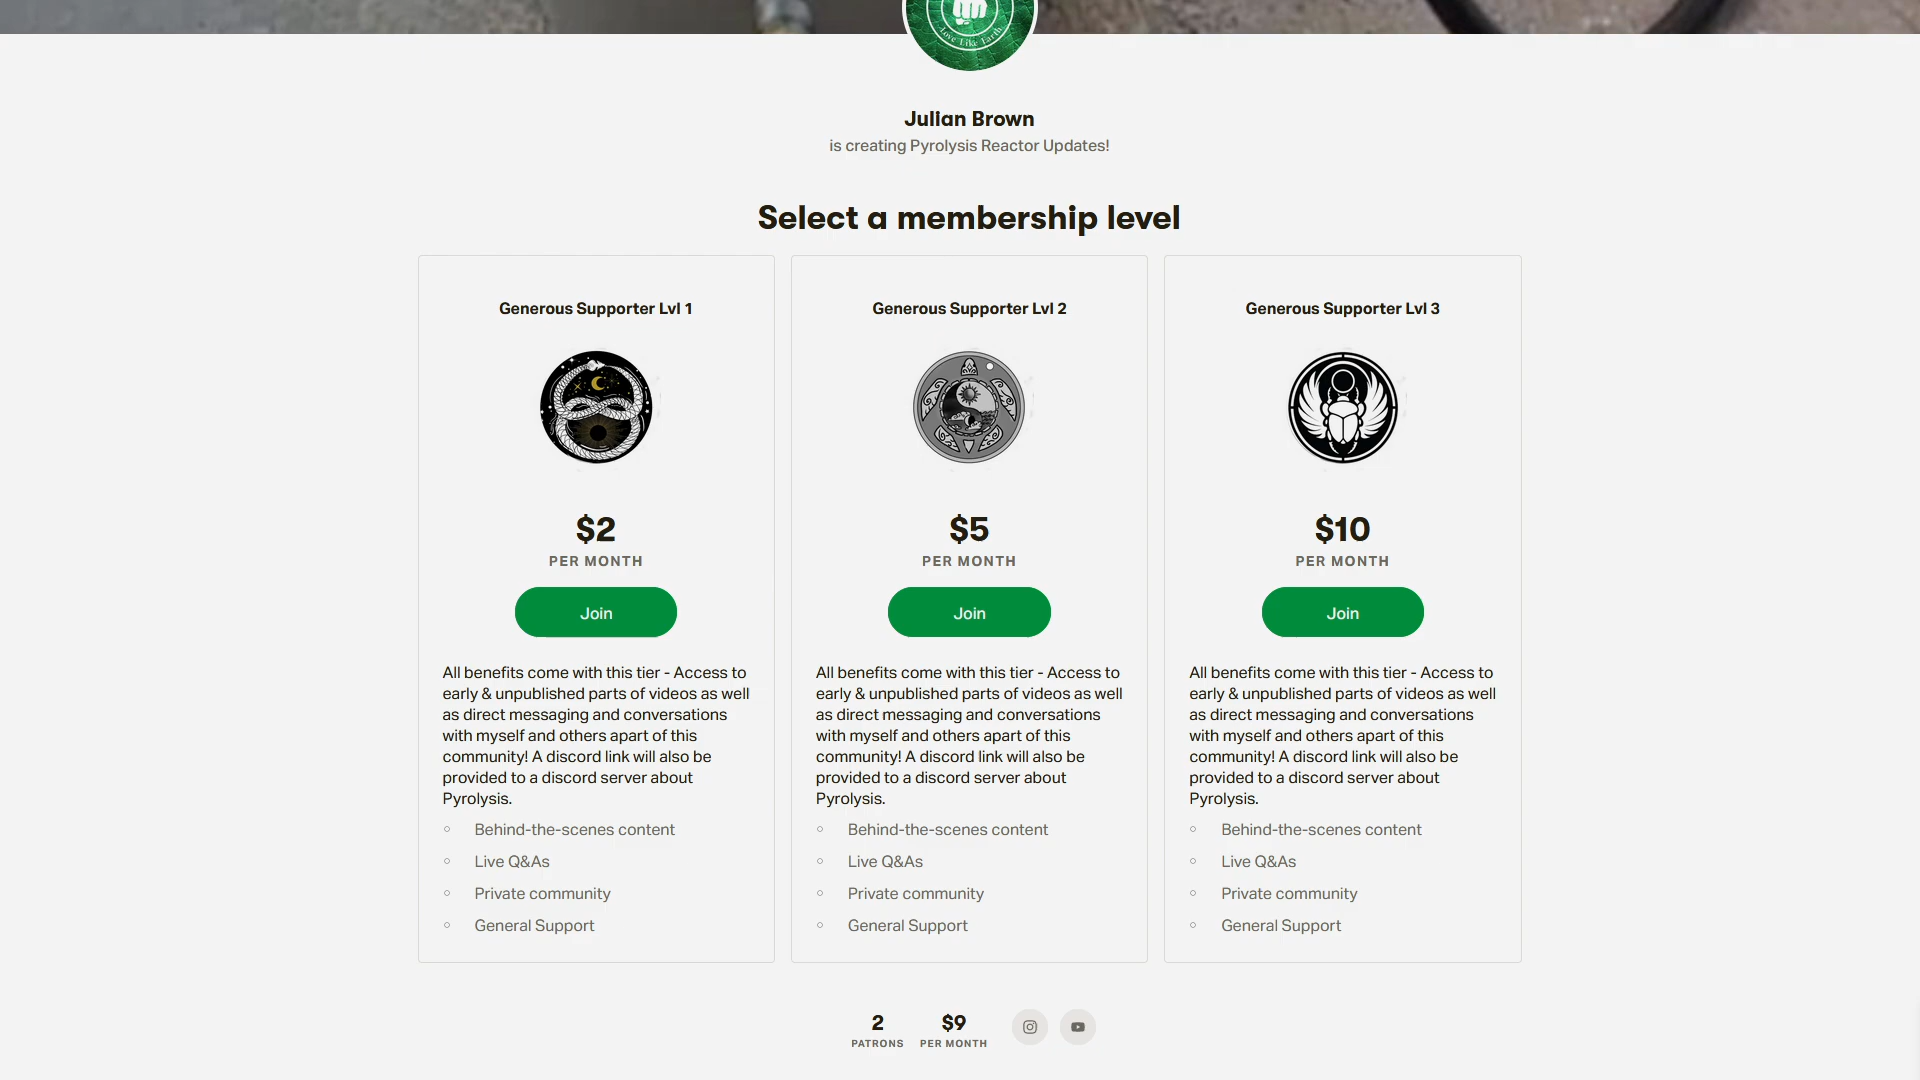 Love Like Earth
Julian Brown
is creating Pyrolysis Reactor Updates!
Select a membership level
Generous Supporter Lvl 1
$2
PER MONTH
Join
All benefits come with this tier - Access to
early & unpublished parts of videos as well
as direct messaging and conversations
with myself and others apart of this
community! A discord link will also be
provided to a discord server about
Pyrolysis.
Behind-the-scenes content
Live Q&As
Private community
General Support
Generous Supporter Lvl 2
$5
PER MONTH
Join
All benefits come with this tier - Access to
early & unpublished parts of videos as well
as direct messaging and conversations
with myself and others apart of this
community! A discord link will also be
provided to a discord server about
Pyrolysis.
Behind-the-scenes content
Live Q&As
Private community
General Support
Generous Supporter Lvl 3
$10
PER MONTH
Join
All benefits come with this tier - Access to
early & unpublished parts of videos as well
as direct messaging and conversations
with myself and others apart of this
community! A discord link will also be
provided to a discord server about
Pyrolysis.
Behind-the-scenes content
Live Q&As
Private community
General Support
2
PATRONS
$9
PER MONTH